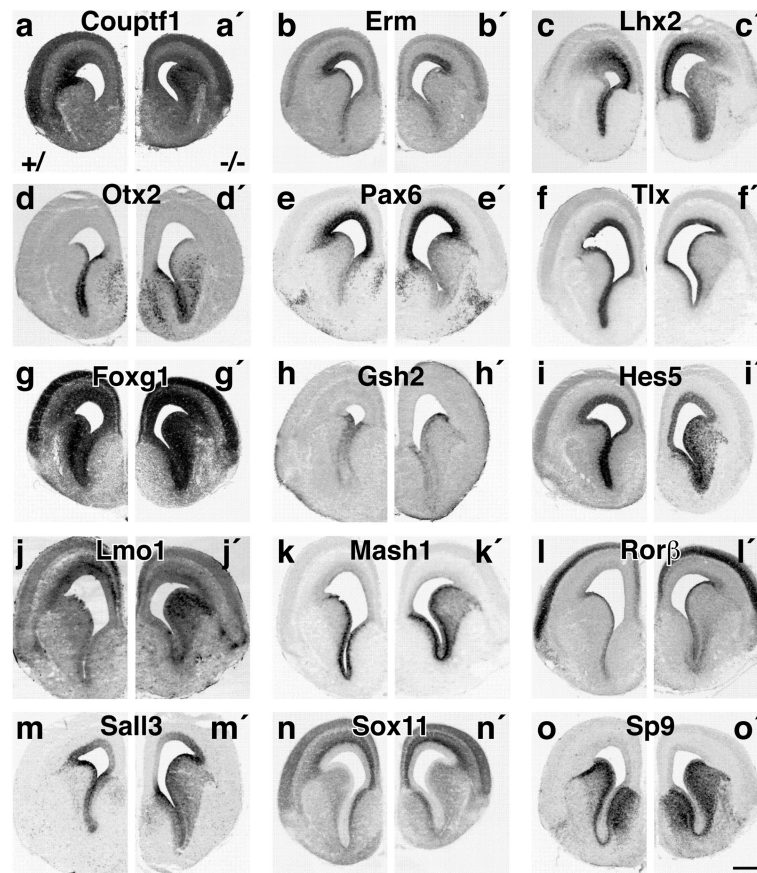 a Couptf1 a´ b Erm b´ c Lhx2 c´
+/ -/-
d Otx2 d´ e Pax6 e´ f Tlx f´
g Foxg1 g´ h Gsh2 h´ i Hes5 i´
j Lmo1 j´ k Mash1 k´ l Rorβ l´
m Sall3 m´ n Sox11 n´ o Sp9 o´